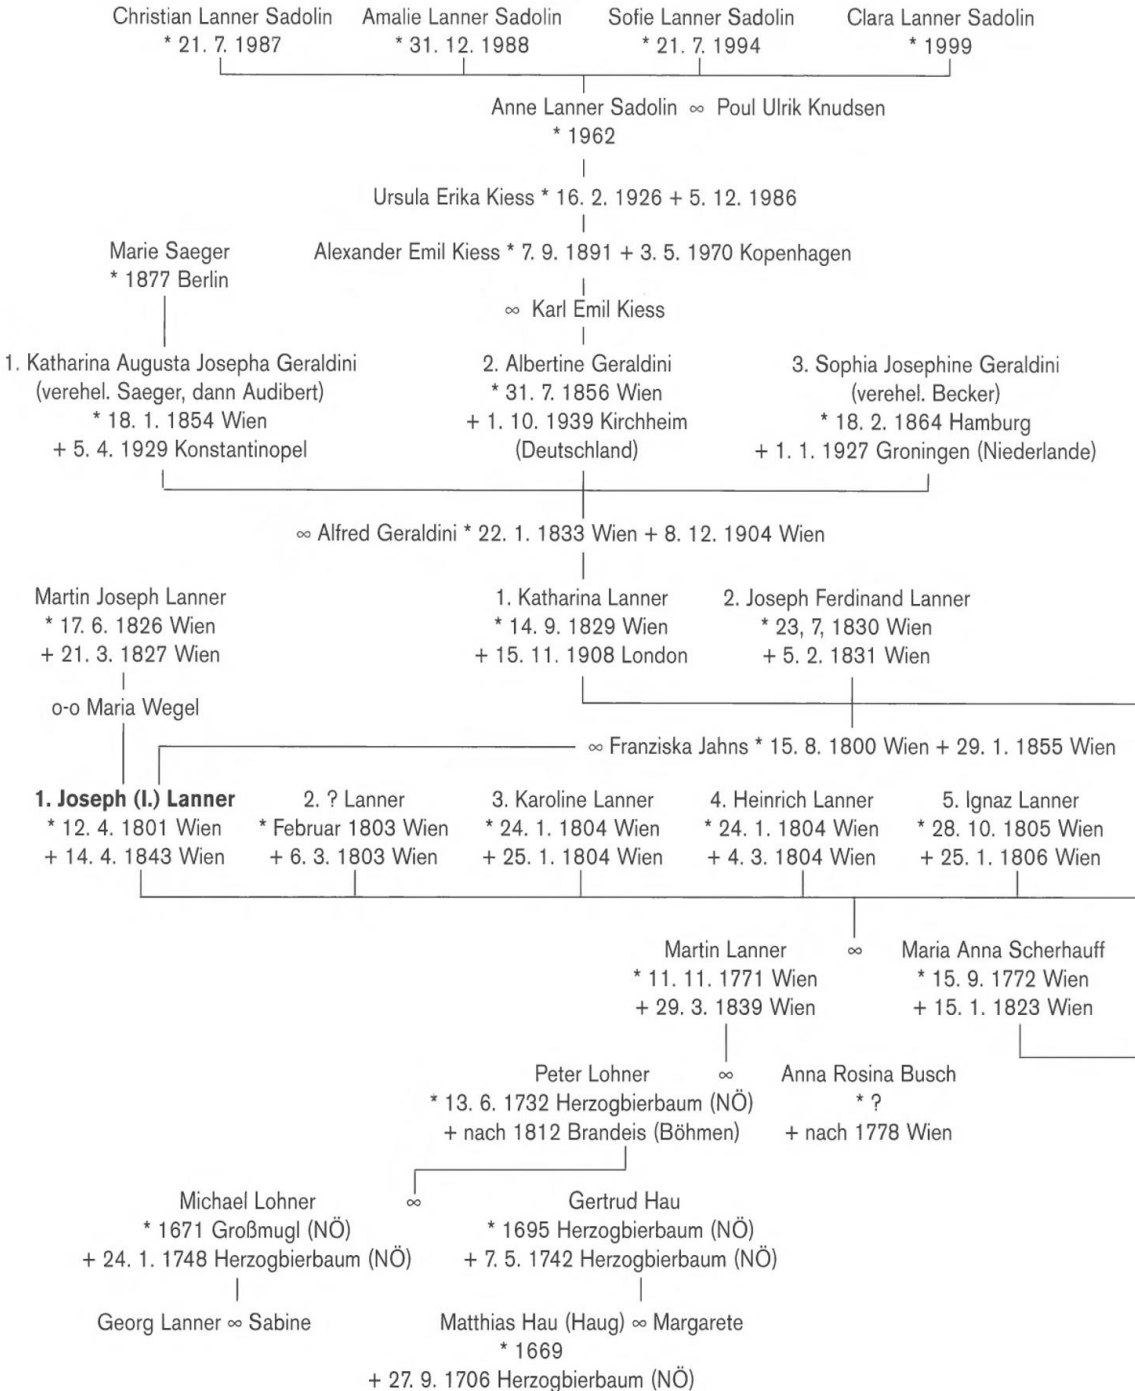 Christian Lanner Sadolin Amalie Lanner Sadolin Sofie Lanner Sadolin Clara Lanner Sadolin
* 21. 7. 1987 * 31. 12. 1988 * 21. 7. 1994 * 1999
Anne Lanner Sadolin ∞ Poul Ulrik Knudsen
* 1962
Ursula Erika Kiess * 16. 2. 1926 + 5. 12. 1986
Marie Saeger Alexander Emil Kiess * 7. 9. 1891 + 3. 5. 1970 Kopenhagen
* 1877 Berlin
∞ Karl Emil Kiess
1. Katharina Augusta Josepha Geraldini 2. Albertine Geraldini 3. Sophia Josephine Geraldini
(verehel. Saeger, dann Audibert) * 31. 7. 1856 Wien (verehel. Becker)
* 18. 1. 1854 Wien + 1. 10. 1939 Kirchheim * 18. 2. 1864 Hamburg
+ 5. 4. 1929 Konstantinopel (Deutschland) + 1. 1. 1927 Groningen (Niederlande)
∞ Alfred Geraldini * 22. 1. 1833 Wien + 8. 12. 1904 Wien
Martin Joseph Lanner 1. Katharina Lanner 2. Joseph Ferdinand Lanner
* 17. 6. 1826 Wien * 14. 9. 1829 Wien * 23, 7, 1830 Wien
+ 21. 3. 1827 Wien + 15. 11. 1908 London + 5. 2. 1831 Wien
o-o Maria Wegel
∞ Franziska Jahns * 15. 8. 1800 Wien + 29. 1. 1855 Wien
1. Joseph (I.) Lanner 2. ? Lanner 3. Karoline Lanner 4. Heinrich Lanner 5. Ignaz Lanner
* 12. 4. 1801 Wien * Februar 1803 Wien * 24. 1. 1804 Wien * 24. 1. 1804 Wien * 28. 10. 1805 Wien
+ 14. 4. 1843 Wien + 6. 3. 1803 Wien + 25. 1. 1804 Wien + 4. 3. 1804 Wien + 25. 1. 1806 Wien
Martin Lanner ∞ Maria Anna Scherhauff
* 11. 11. 1771 Wien * 15. 9. 1772 Wien
+ 29. 3. 1839 Wien + 15. 1. 1823 Wien
Peter Lohner ∞ Anna Rosina Busch
* 13. 6. 1732 Herzogbierbaum (NÖ) * ?
+ nach 1812 Brandeis (Böhmen) + nach 1778 Wien
Michael Lohner ∞ Gertrud Hau
* 1671 Großmugl (NÖ) * 1695 Herzogbierbaum (NÖ)
+ 24. 1. 1748 Herzogbierbaum (NÖ) + 7. 5. 1742 Herzogbierbaum (NÖ)
Georg Lanner ∞ Sabine Matthias Hau (Haug) ∞ Margarete
* 1669
+ 27. 9. 1706 Herzogbierbaum (NÖ)